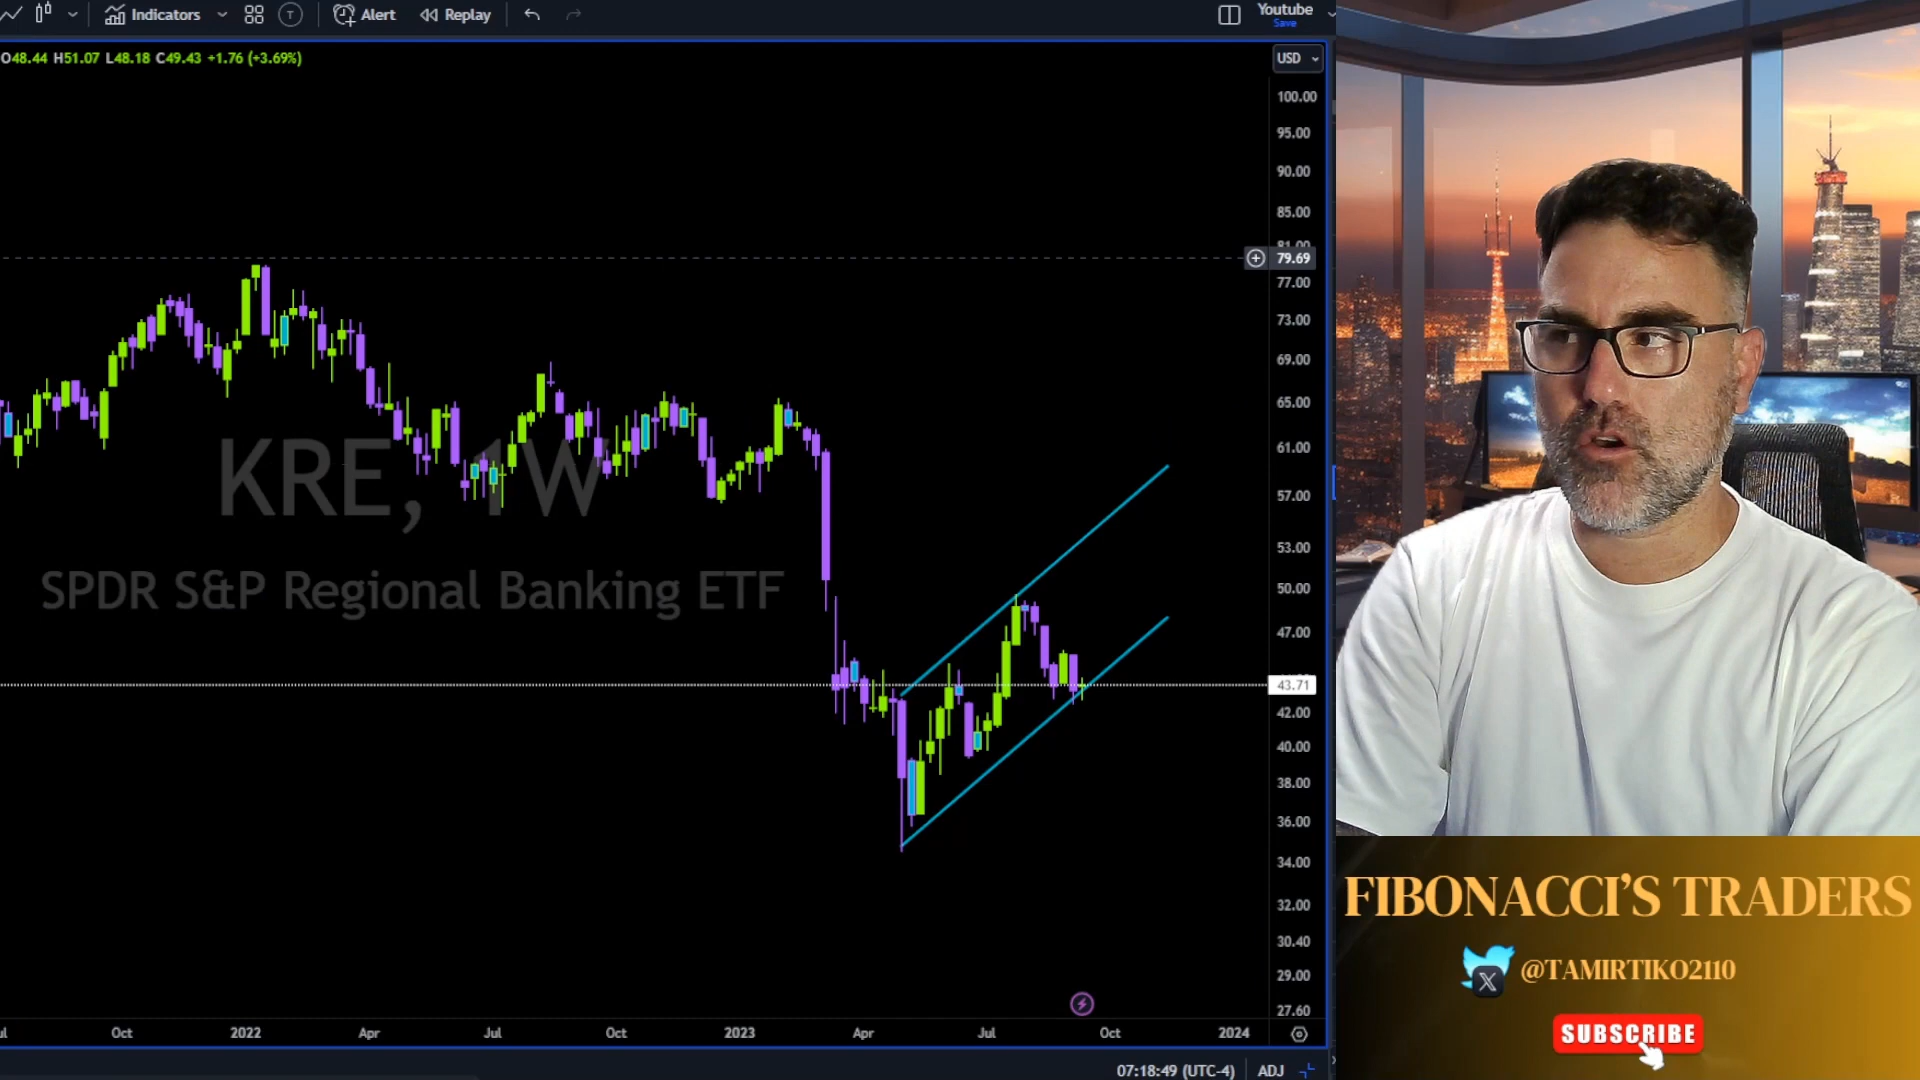 Indicators
T
Alert
Replay
Youtube
Save
O48.44 H51.07 L48.18 C49.43 +1.76 (+3.69%)
USD
100.00
95.00
90.00
85.00
81.00
79.69
77.00
73.00
69.00
65.00
61.00
57.00
53.00
50.00
47.00
43.71
42.00
40.00
38.00
36.00
34.00
32.00
30.40
29.00
27.60
KRE, 1W
SPDR S&P Regional Banking ETF
Oct
2022
Apr
Jul
Oct
2023
Apr
Jul
Oct
2024
07:18:49 (UTC-4)
ADJ
FIBONACCI'S TRADERS
X
@TAMIRTIKO2110
SUBSCRIBE